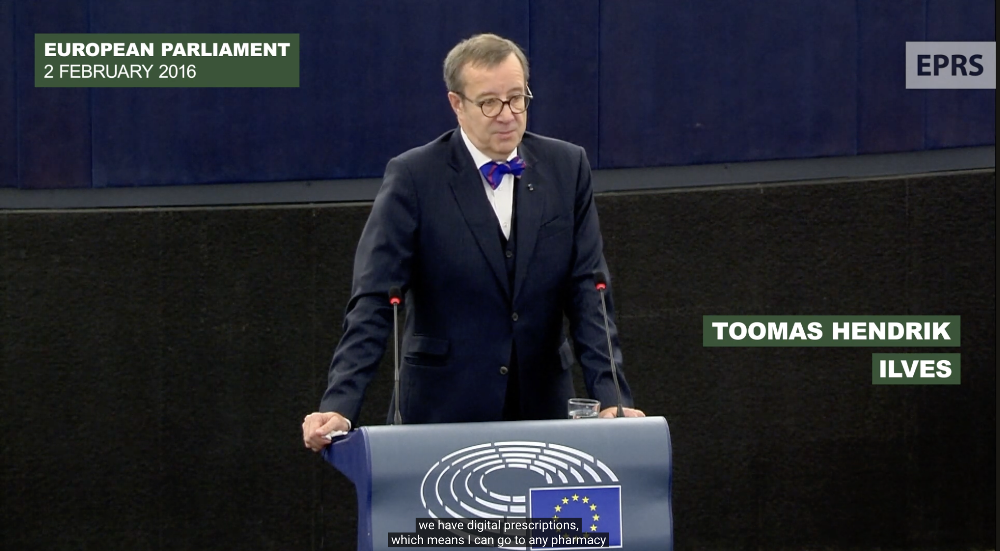 EUROPEAN PARLIAMENT
2 FEBRUARY 2016
EPRS
TOOMAS HENDRIK
ILVES
we have digital prescriptions,
which means I can go to any pharmacy